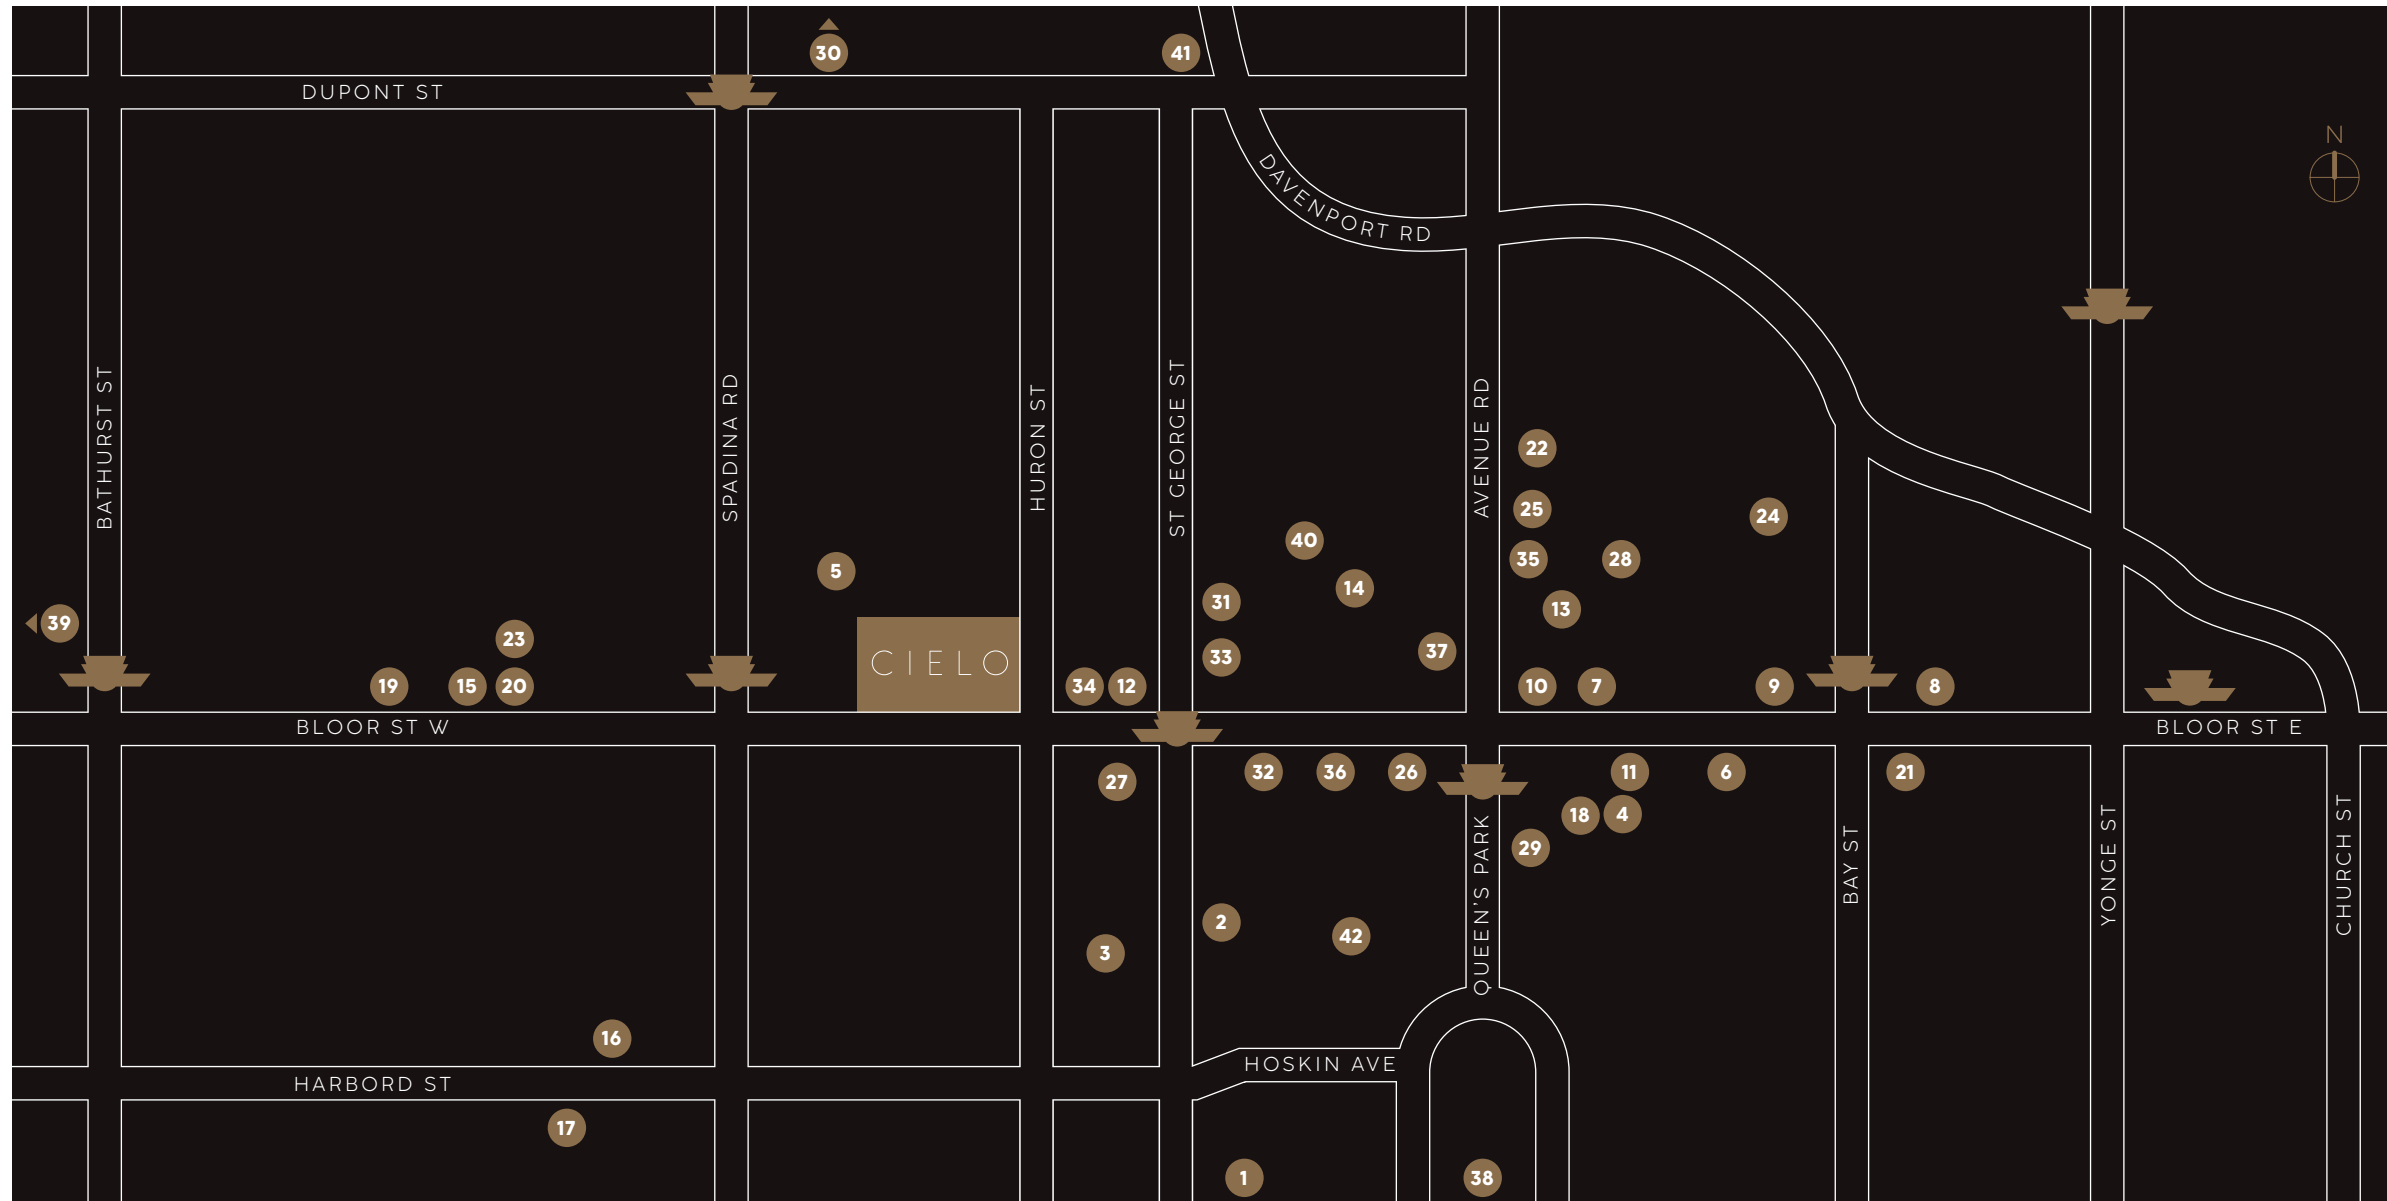 30
41
DUPONT ST
N
DAVENPORT RD
BATHURST ST
SPADINA RD
HURON ST
ST GEORGE ST
AVENUE RD
22
25
24
40
35
28
5
14
31
13
39
23
33
37
CIELO
19
15
20
34
12
10
7
9
8
BLOOR ST W
BLOOR ST E
27
32
36
26
11
6
21
18
4
29
QUEEN'S PARK
BAY ST
YONGE ST
CHURCH ST
2
42
3
16
HOSKIN AVE
HARBORD ST
17
1
38